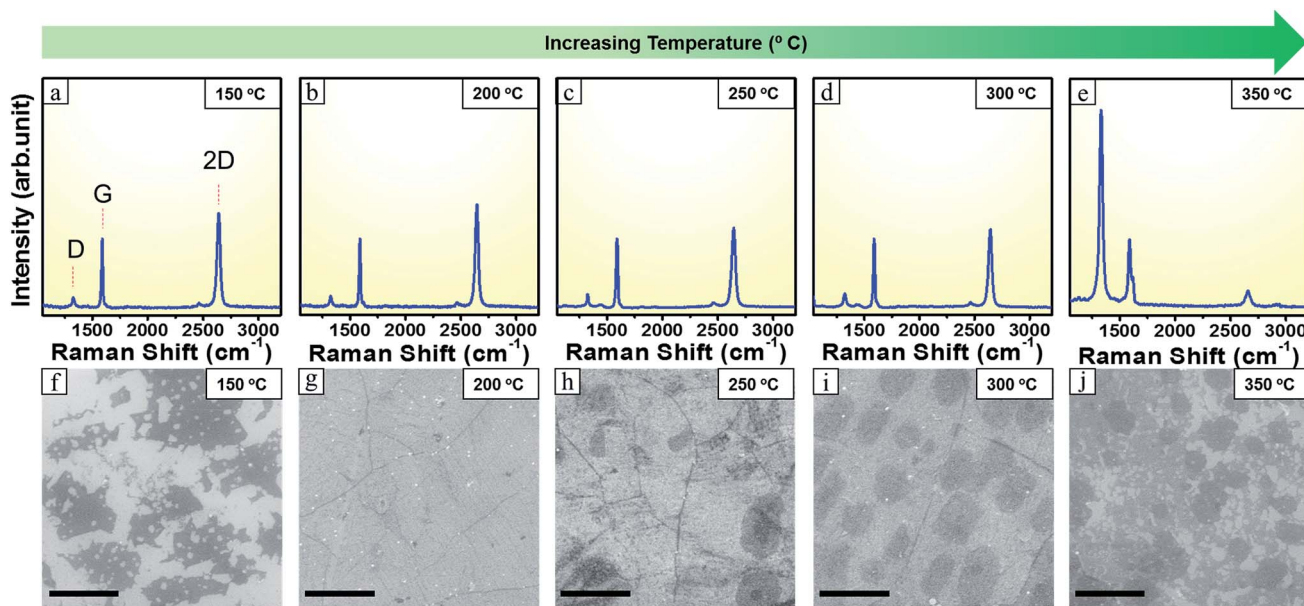 Increasing Temperature (º C)
a 150 ºC
b 200 ºC
c 250 ºC
d 300 ºC
e 350 ºC
Intensity (arb.unit)
D G 2D
1500 2000 2500 3000
1500 2000 2500 3000
1500 2000 2500 3000
1500 2000 2500 3000
1500 2000 2500 3000
Raman Shift (cm-1)
Raman Shift (cm-1)
Raman Shift (cm-1)
Raman Shift (cm-1)
Raman Shift (cm-1)
f 150 ºC
g 200 ºC
h 250 ºC
i 300 ºC
j 350 ºC